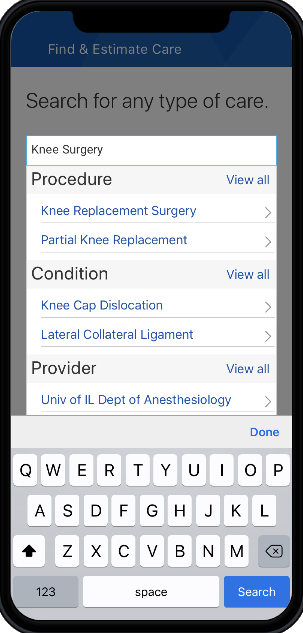 Find & Estimate Care
Search for any type of care.
Knee Surgery
Procedure View all
Knee Replacement Surgery
Partial Knee Replacement
Condition View all
Knee Cap Dislocation
Lateral Collateral Ligament
Provider View all
Univ of IL Dept of Anesthesiology
Done
Q W E R T Y U I O P
A S D F G H J K L
Z X C V B N M
123 space Search